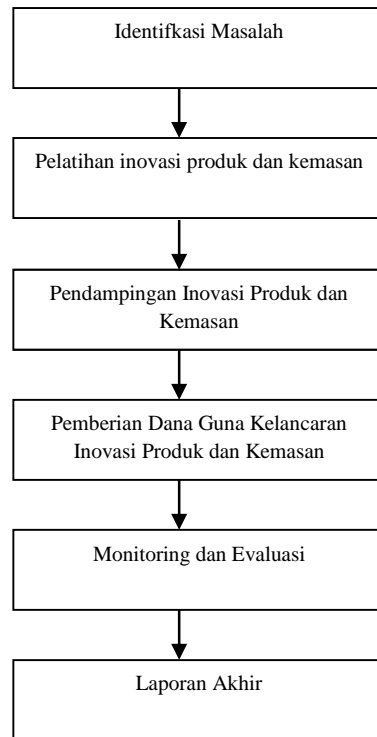 Identifkasi Masalah
Pelatihan inovasi produk dan kemasan
Pendampingan Inovasi Produk dan
Kemasan
Pemberian Dana Guna Kelancaran
Inovasi Produk dan Kemasan
Monitoring dan Evaluasi
Laporan Akhir